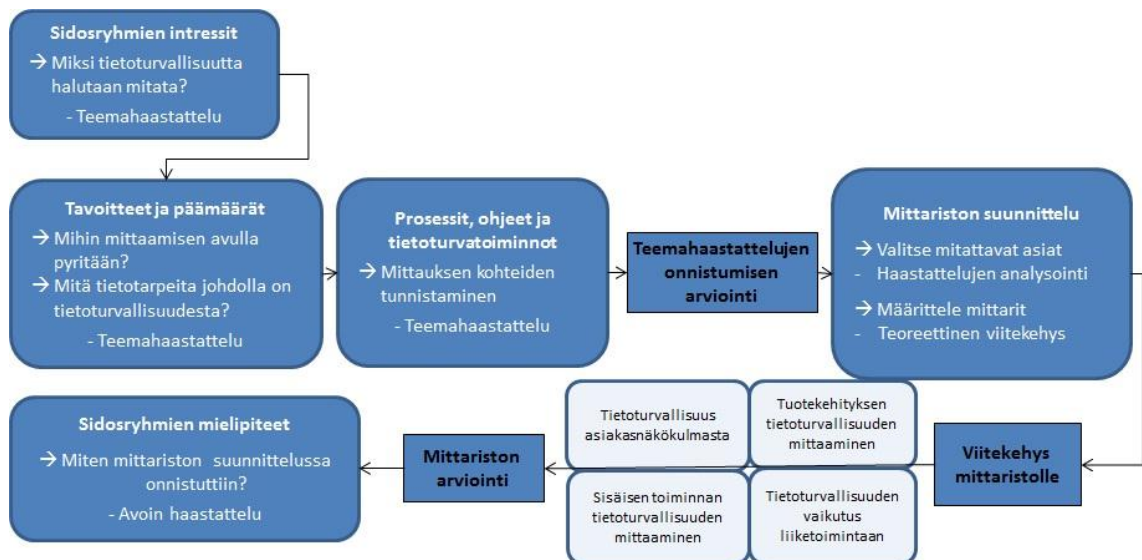 Sidosryhmien intressit
→ Miksi tietoturvallisuutta
halutaan mitata?
- Teemahaastattelu
Tavoitteet ja päämäärät
→ Mihin mittaamisen avulla
pyritään?
→ Mitä tietotarpeita johdolla on
tietoturvallisuudesta?
- Teemahaastattelu
Prosessit, ohjeet ja
tietoturvatoiminnot
→ Mittauksen kohteiden
tunnistaminen
- Teemahaastattelu
Teemahaastattelujen
onnistumisen
arviointi
Mittariston suunnittelu
→ Valitse mitattavat asiat
- Haastattelujen analysointi
→ Määrittele mittarit
- Teoreettinen viitekehys
Viitekehys
mittaristolle
Tietoturvallisuus
asiakasnäkökulmasta
Tuotekehityksen
tietoturvallisuuden
mittaaminen
Sisäisen toiminnan
tietoturvallisuuden
mittaaminen
Tietoturvallisuuden
vaikutus
liiketoimintaan
Mittariston
arviointi
Sidosryhmien mielipiteet
→ Miten mittariston suunnittelussa
onnistuttiin?
- Avoin haastattelu